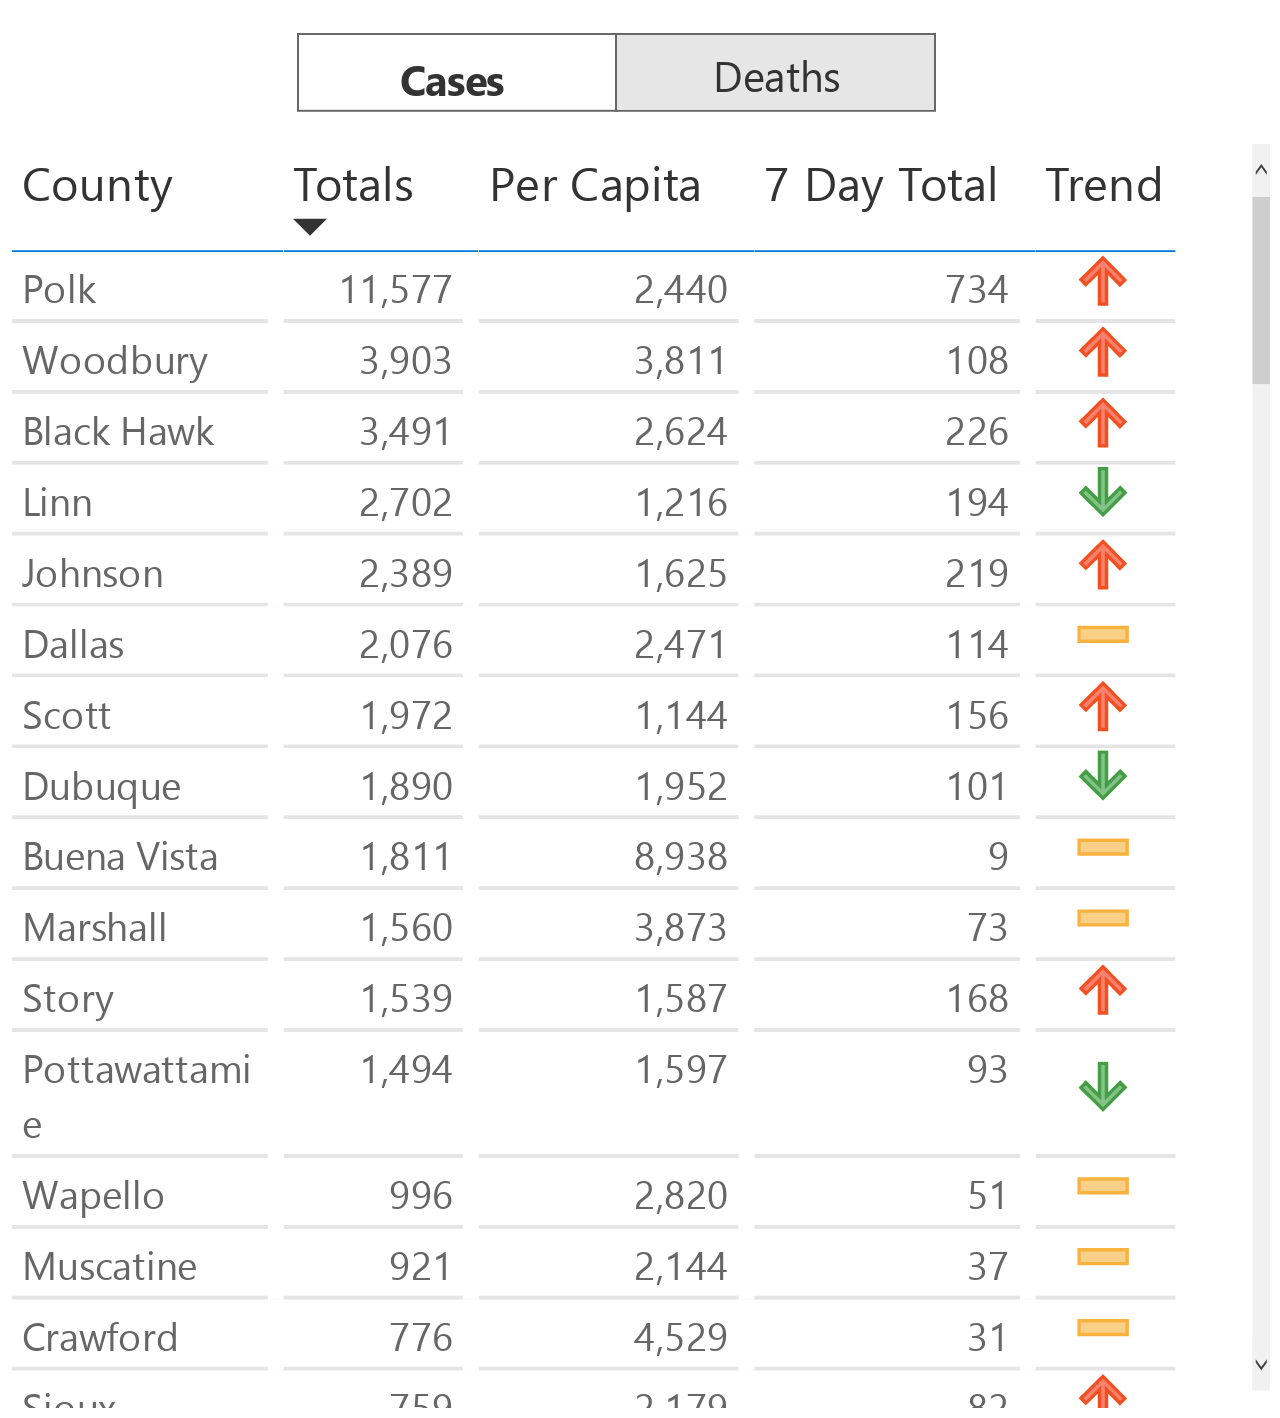 Cases Deaths
County Totals Per Capita 7 Day Total Trend
Polk 11,577 2,440 734
Woodbury 3,903 3,811 108
Black Hawk 3,491 2,624 226
Linn 2,702 1,216 194
Johnson 2,389 1,625 219
Dallas 2,076 2,471 114
Scott 1,972 1,144 156
Dubuque 1,890 1,952 101
Buena Vista 1,811 8,938 9
Marshall 1,560 3,873 73
Story 1,539 1,587 168
Pottawattami 1,494 1,597 93
e
Wapello 996 2,820 51
Muscatine 921 2,144 37
Crawford 776 4,529 31
Sioux 759 2,179 82